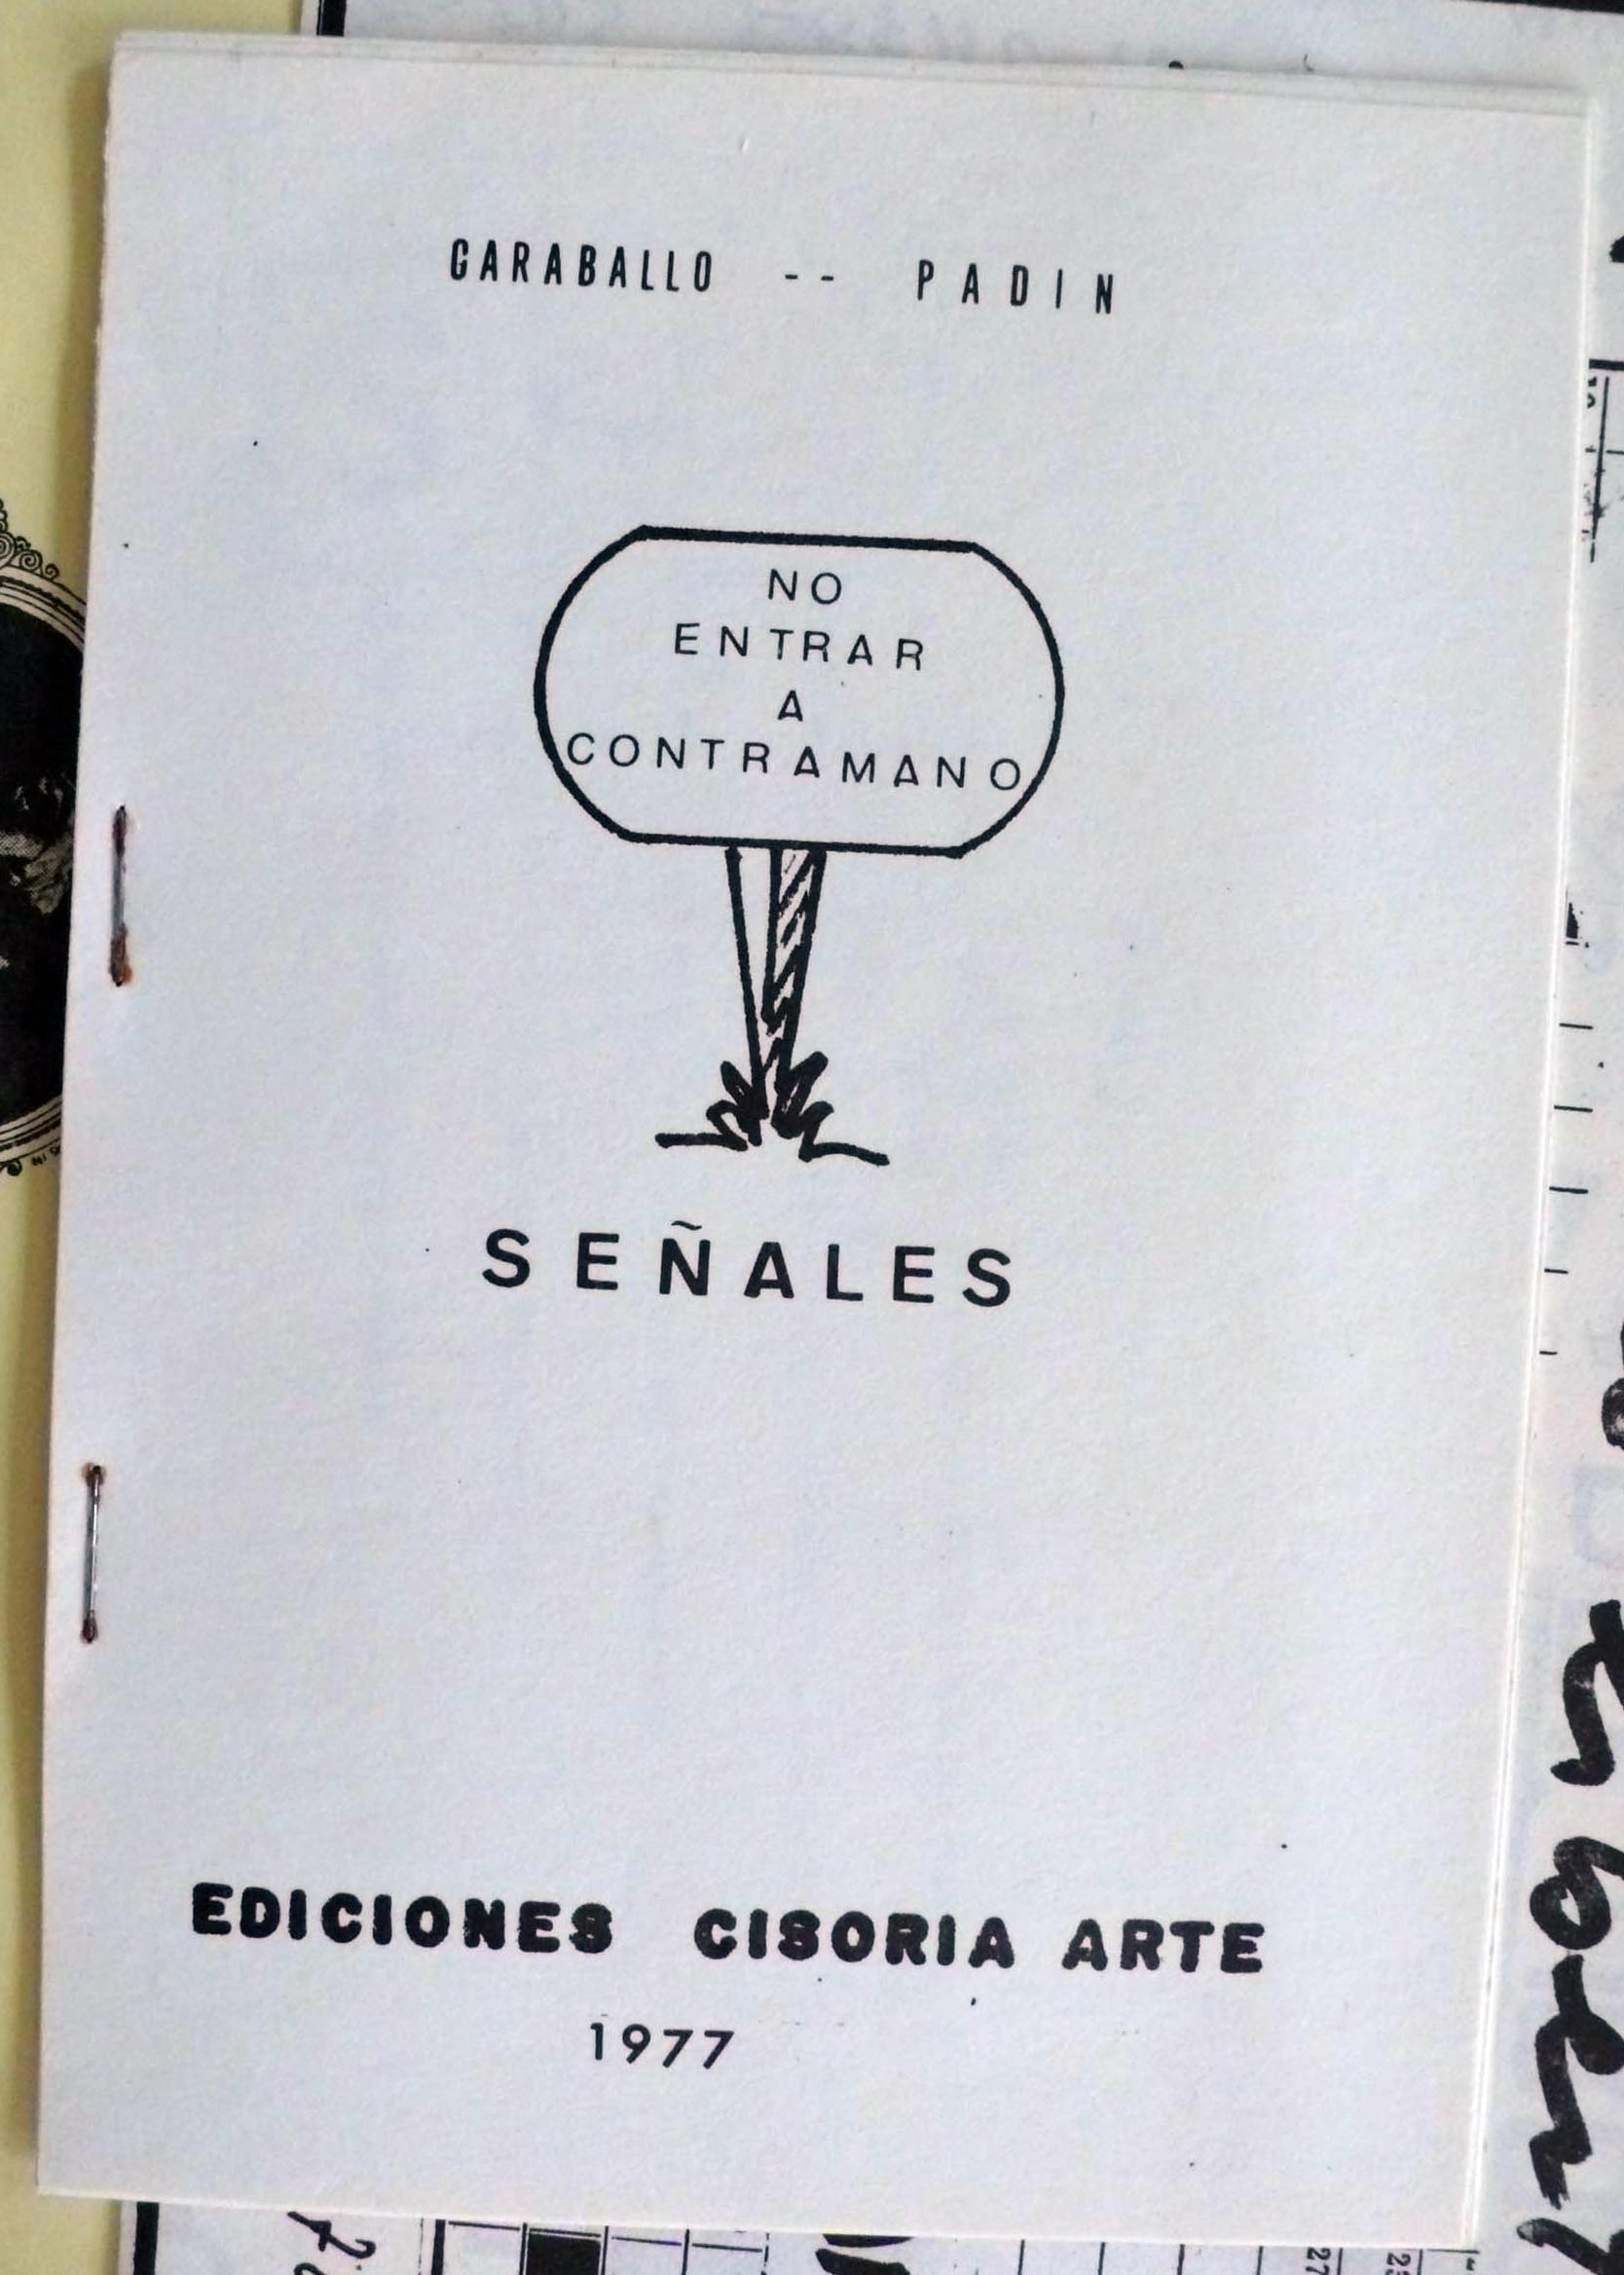 CARABALLO -- PADIN
NO
ENTRAR
A
CONTRAMANO
SEÑALES
EDICIONES CISORIA ARTE
1977